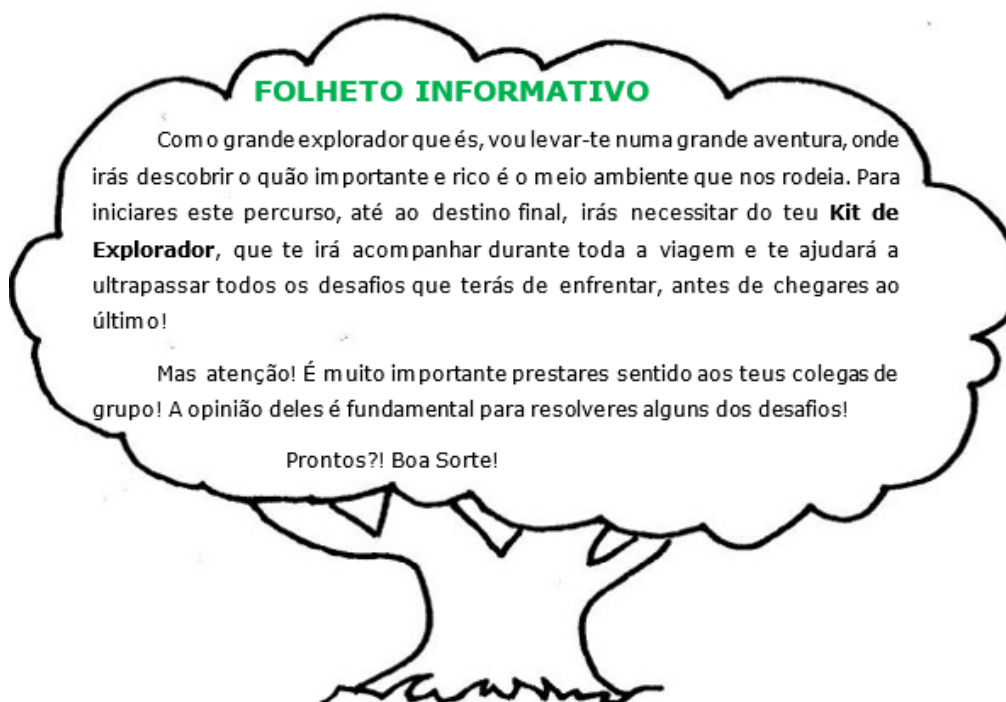 FOLHETO INFORMATIVO
Como grande explorador que és, vou levar-te numa grande aventura, onde
irás descobrir o quão importante e rico é o meio ambiente que nos rodeia. Para
iniciares este percurso, até ao destino final, irás necessitar do teu Kit de
Explorador, que te irá acompanhar durante toda a viagem e te ajudará a
ultrapassar todos os desafios que terás de enfrentar, antes de chegares ao
último!
Mas atenção! É muito importante prestares sentido aos teus colegas de
grupo! A opinião deles é fundamental para resolveres alguns dos desafios!
Prontos?! Boa Sorte!